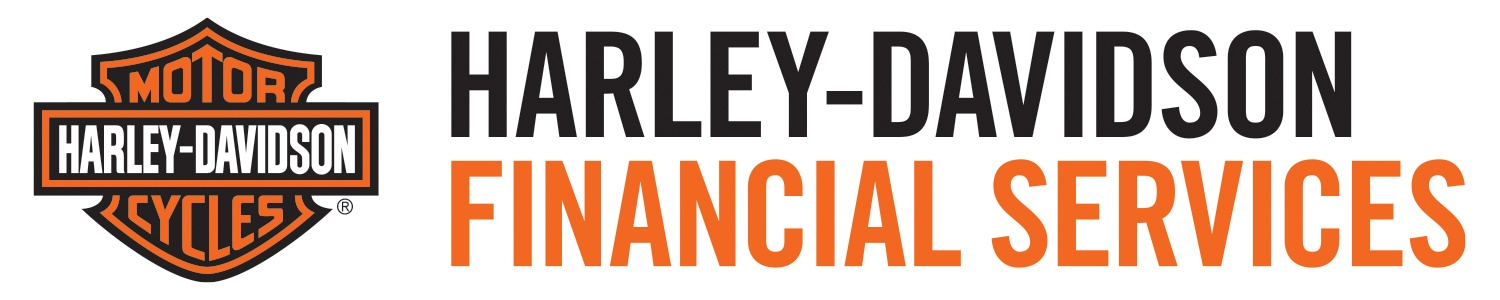 MOTOR
HARLEY-DAVIDSON
CYCLES
®
HARLEY-DAVIDSON
FINANCIAL SERVICES